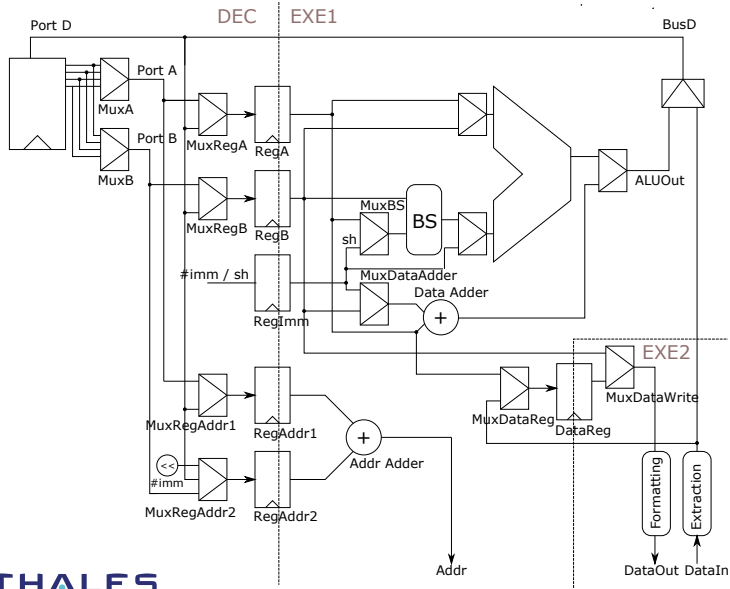 DEC EXE1
Port D
BusD
Port A
MuxA
Port B
MuxB
MuxRegA
RegA
MuxRegB
RegB
ALUOut
MuxBS
BS
sh
#imm / sh
MuxDataAdder
Data Adder
+
RegImm
EXE2
MuxDataWrite
MuxDataReg
DataReg
MuxRegAddr1
RegAddr1
+
Addr Adder
<<
#imm
MuxRegAddr2
RegAddr2
Formatting
Extraction
Addr
DataOut DataIn
THALES